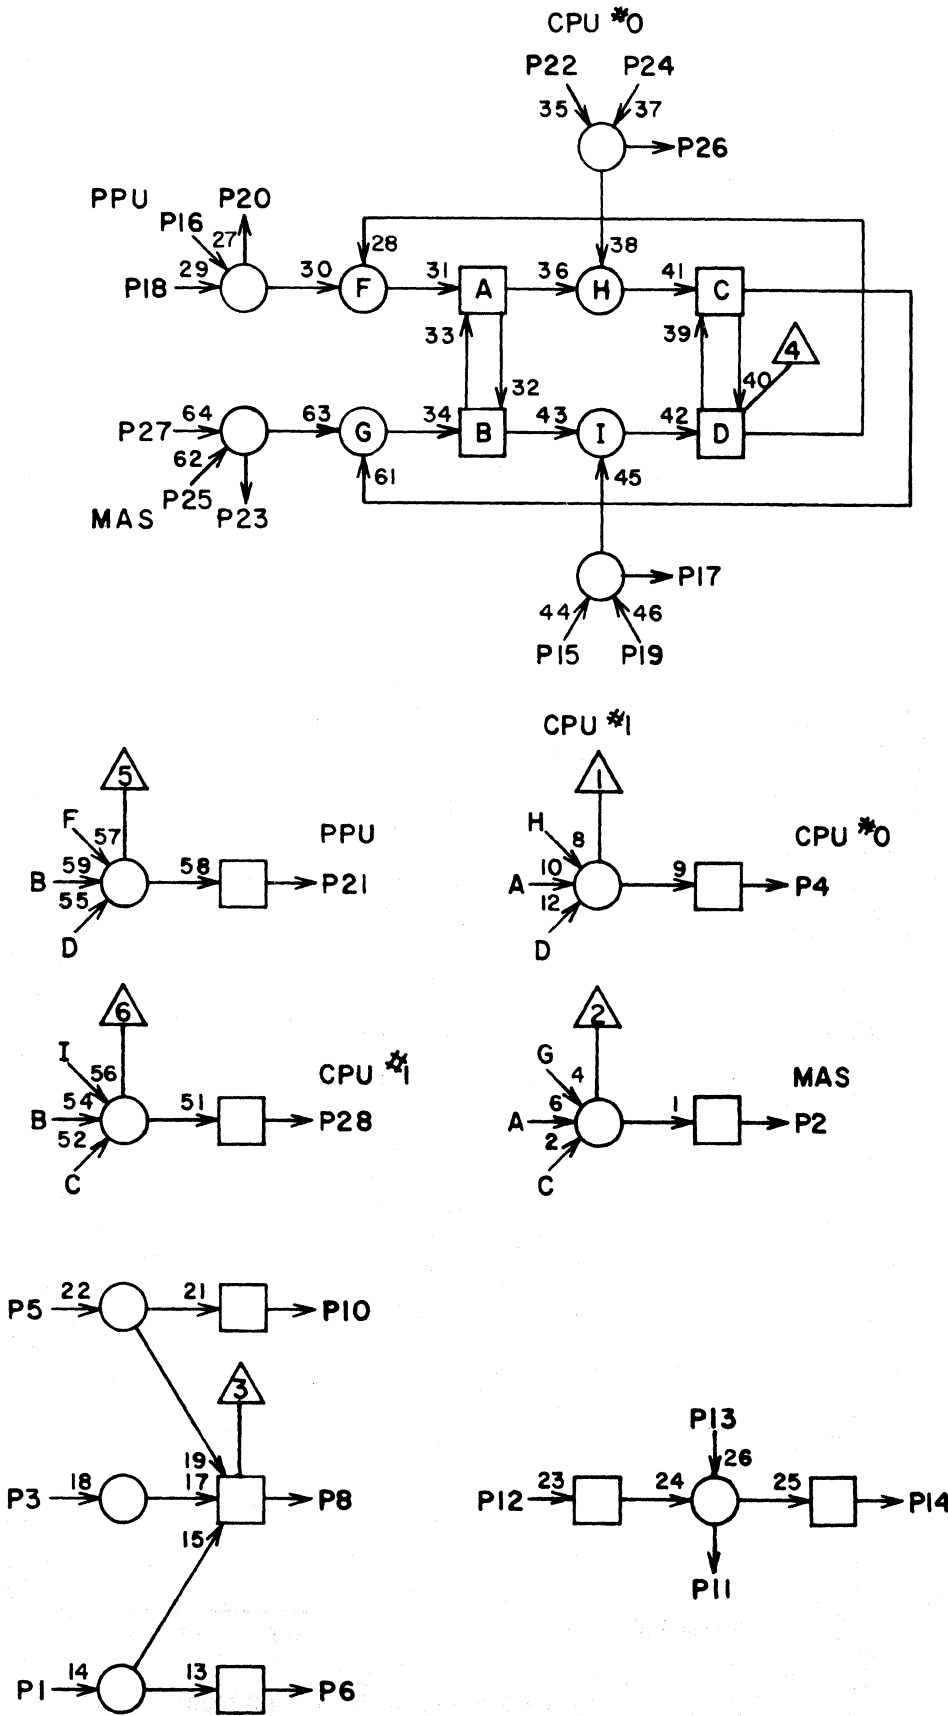 CPU #0
P22 P24
35 37
P26
PPU P20
P16
27 28 38
P18 29 30 F 31 A 36 H 41 C
33 39 4
32 40
P27 64 63 G 34 B 43 I 42 D
62 61 45
P25
MAS P23
P17
44 46
P15 P19
CPU #1
5 1
F 57 PPU H 8 CPU #0
B 59 58 P21 A 10 9 P4
55 12
D D
6 2
I 56 CPU #1 G 4 MAS
B 54 51 P28 A 6 1 P2
52 2
C C
P5 22 21 P10
3
P13
19 26
P3 18 17 P8 P12 23 24 25 P14
15
P11
P1 14 13 P6